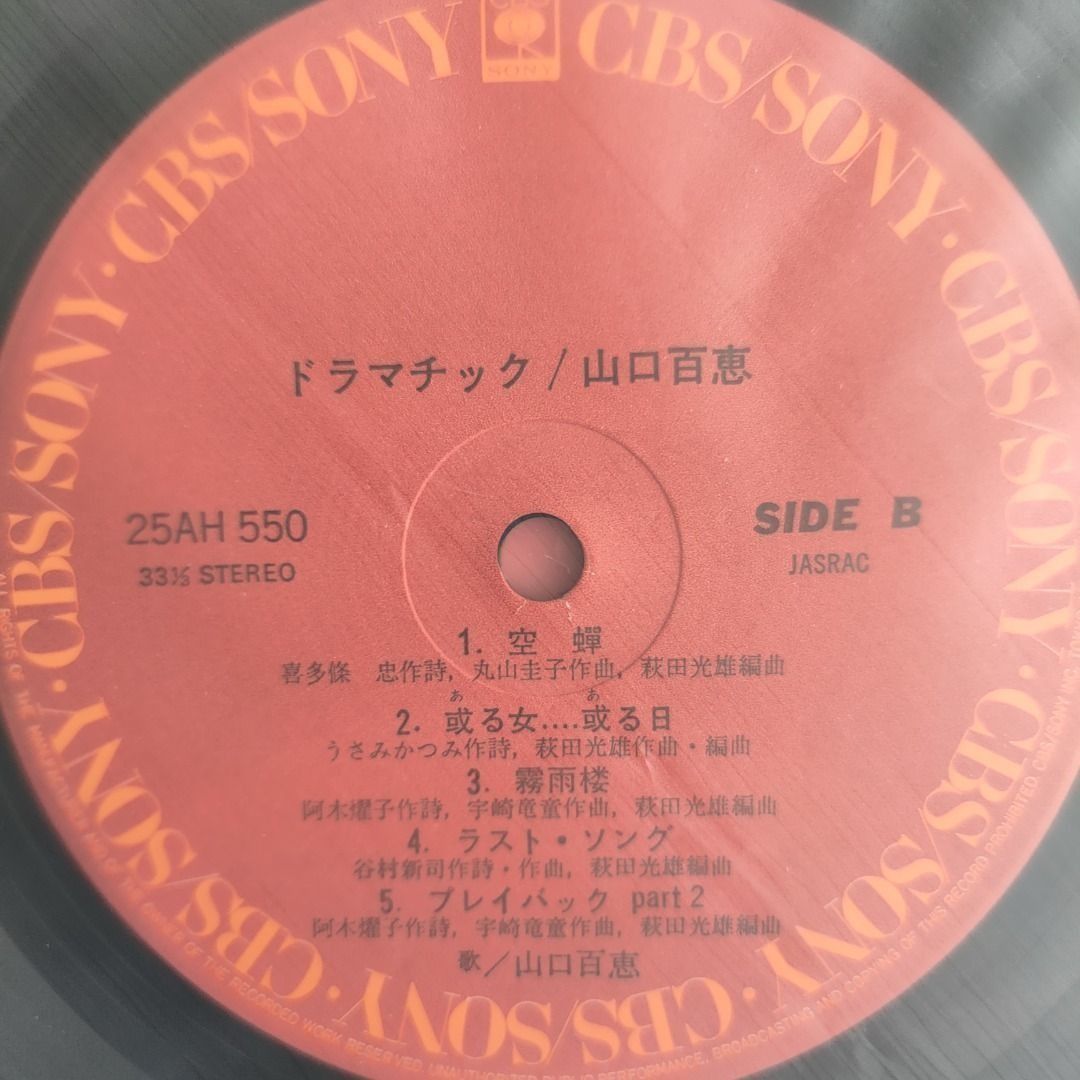 CBS
SONY
CBS/SONY · CBS/SONY · CBS/SONY · CBS/SONY · CBS/SONY · CBS/SONY · CBS/SONY · CBS/SONY · CBS/SONY · CBS/SONY
ドラマチック/山口百恵
25AH 550
SIDE B
33⅓ STEREO
JASRAC
1. 空蟬
喜多條 忠作詩, 丸山圭子作曲, 萩田光雄編曲
あ あ
2. 或る女....或る日
うさみかつみ作詩, 萩田光雄作曲・編曲
3. 霧雨楼
阿木燿子作詩, 宇崎竜童作曲, 萩田光雄編曲
4. ラスト・ソング
谷村新司作詩・作曲, 萩田光雄編曲
5. プレイバック part 2
阿木燿子作詩, 宇崎竜童作曲, 萩田光雄編曲
歌/山口百恵
ALL RIGHTS OF THE MANUFACTURER AND OF THE OWNER OF THE RECORDED WORK RESERVED. UNAUTHORIZED PUBLIC PERFORMANCE, BROADCASTING AND COPYING OF THIS RECORD PROHIBITED. CBS/SONY INC.